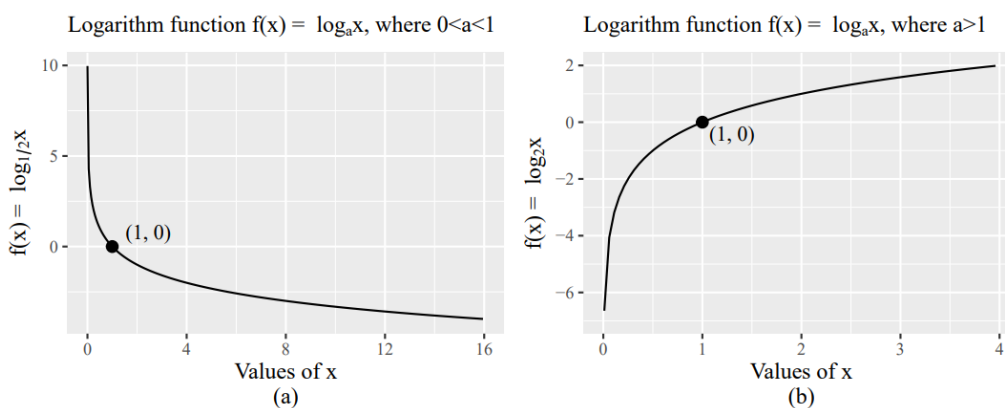 Logarithm function f(x) = logₐx, where 0<a<1
10
5
0
f(x) = log₁/₂x
(1, 0)
0 4 8 12 16
Values of x
(a)
Logarithm function f(x) = logₐx, where a>1
2
0
−2
−4
−6
f(x) = log₂x
(1, 0)
0 1 2 3 4
Values of x
(b)